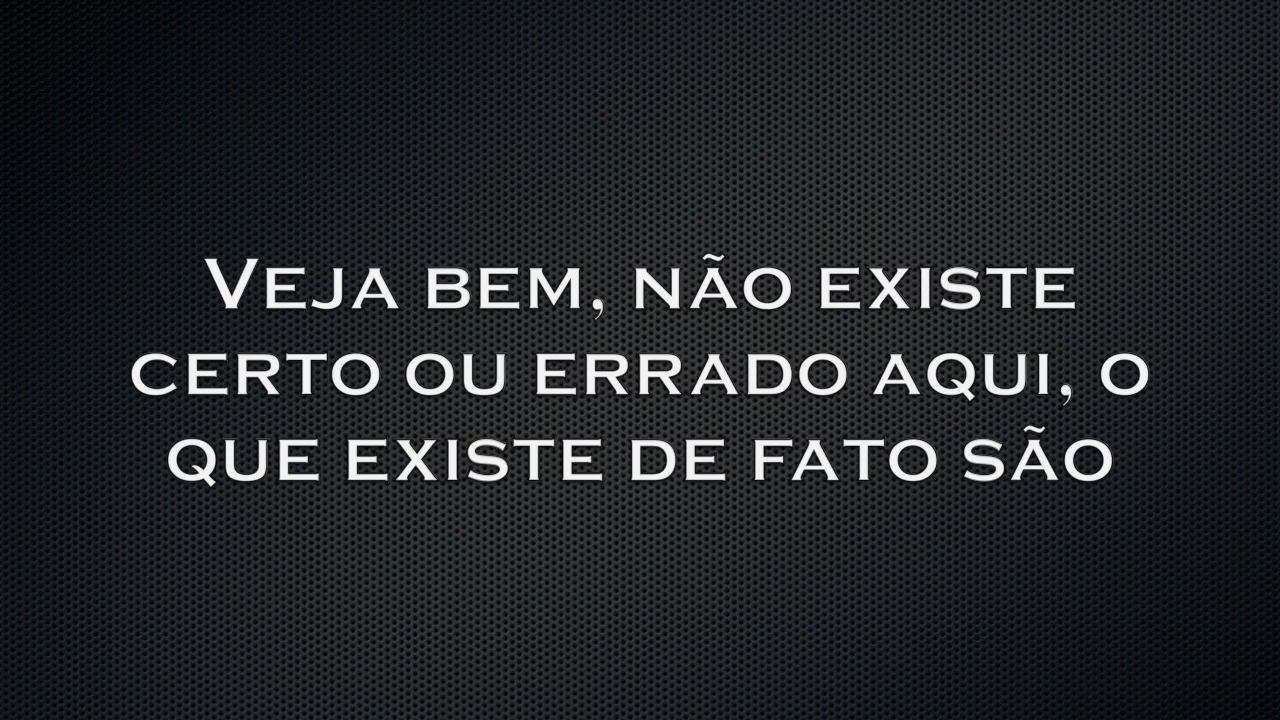 Veja bem, não existe
certo ou errado aqui, o
que existe de fato são